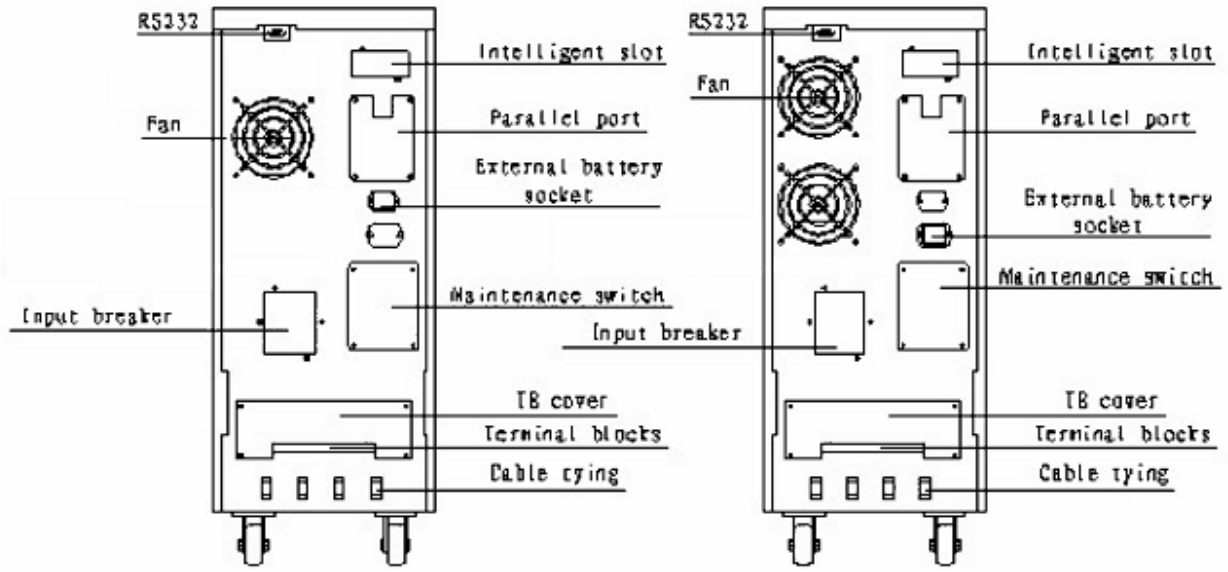 RS232
Intelligent slot
Fan
Parallel port
External battery
socket
Maintenance switch
Input breaker
TB cover
Terminal blocks
Cable tying
RS232
Intelligent slot
Fan
Parallel port
External battery
socket
Maintenance switch
Input breaker
TB cover
Terminal blocks
Cable tying